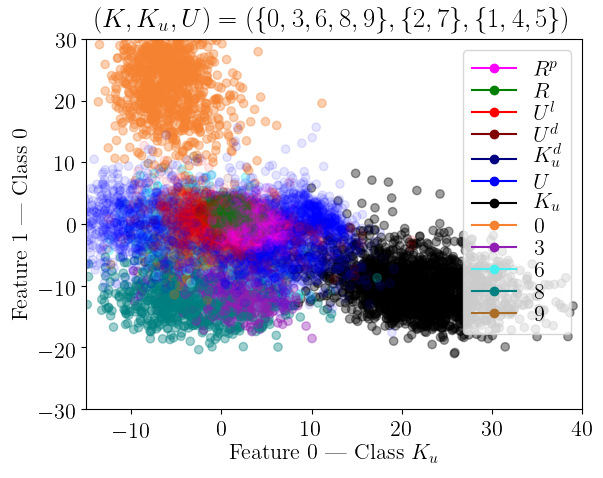 (K, K_u, U) = ({0, 3, 6, 8, 9}, {2, 7}, {1, 4, 5})
30
20
10
0
−10
−20
−30
Feature 1 — Class 0
R^p
R
U^l
U^d
K_u^d
U
K_u
0
3
6
8
9
−10
0
10
20
30
40
Feature 0 — Class K_u